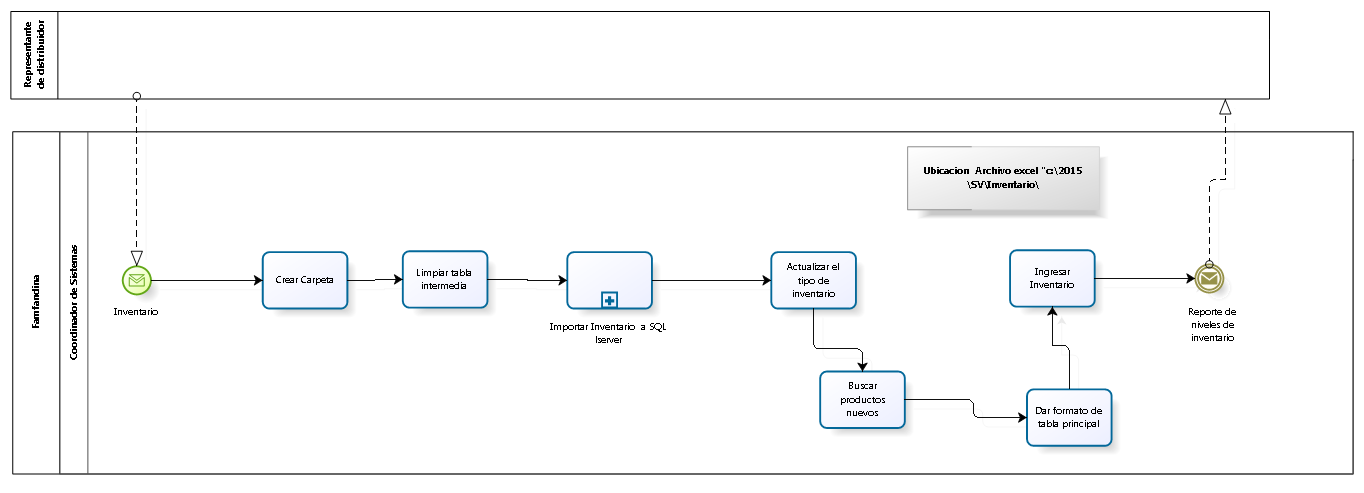 Representante
de distribuidor
Famfandina
Coordinador de Sistemas
Ubicacion Archivo excel "c:\2015
\SV\Inventario\
Inventario
Crear Carpeta
Limpiar tabla
intermedia
Importar Inventario a SQL
lserver
Actualizar el
tipo de
inventario
Buscar
productos
nuevos
Dar formato de
tabla principal
Ingresar
Inventario
Reporte de
niveles de
inventario